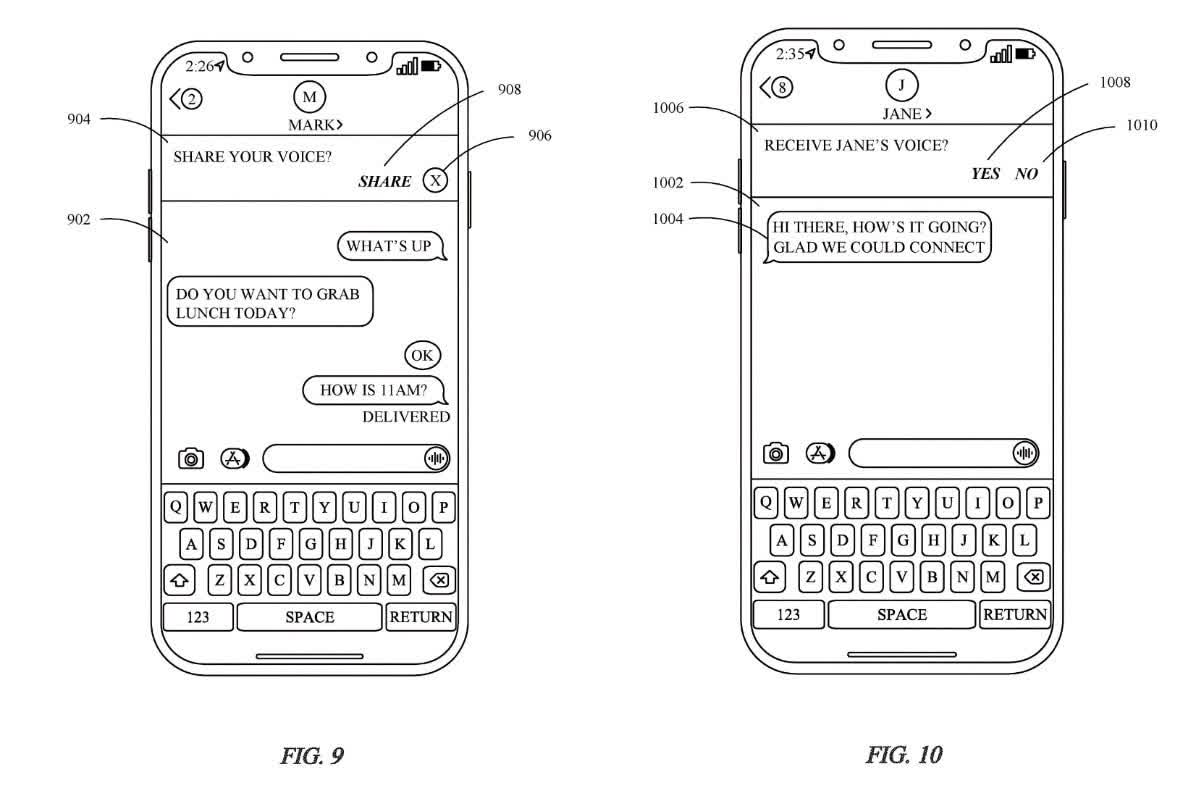 2:26
2
M
MARK>
904
908
906
SHARE YOUR VOICE?
SHARE X
902
WHAT'S UP
DO YOU WANT TO GRAB
LUNCH TODAY?
OK
HOW IS 11AM?
DELIVERED
Q W E R T Y U I O P
A S D F G H J K L
Z X C V B N M
123 SPACE RETURN
FIG. 9
2:35
8
J
JANE>
1006
1008
1010
RECEIVE JANE'S VOICE?
YES NO
1002
1004
HI THERE, HOW'S IT GOING?
GLAD WE COULD CONNECT
Q W E R T Y U I O P
A S D F G H J K L
Z X C V B N M
123 SPACE RETURN
FIG. 10